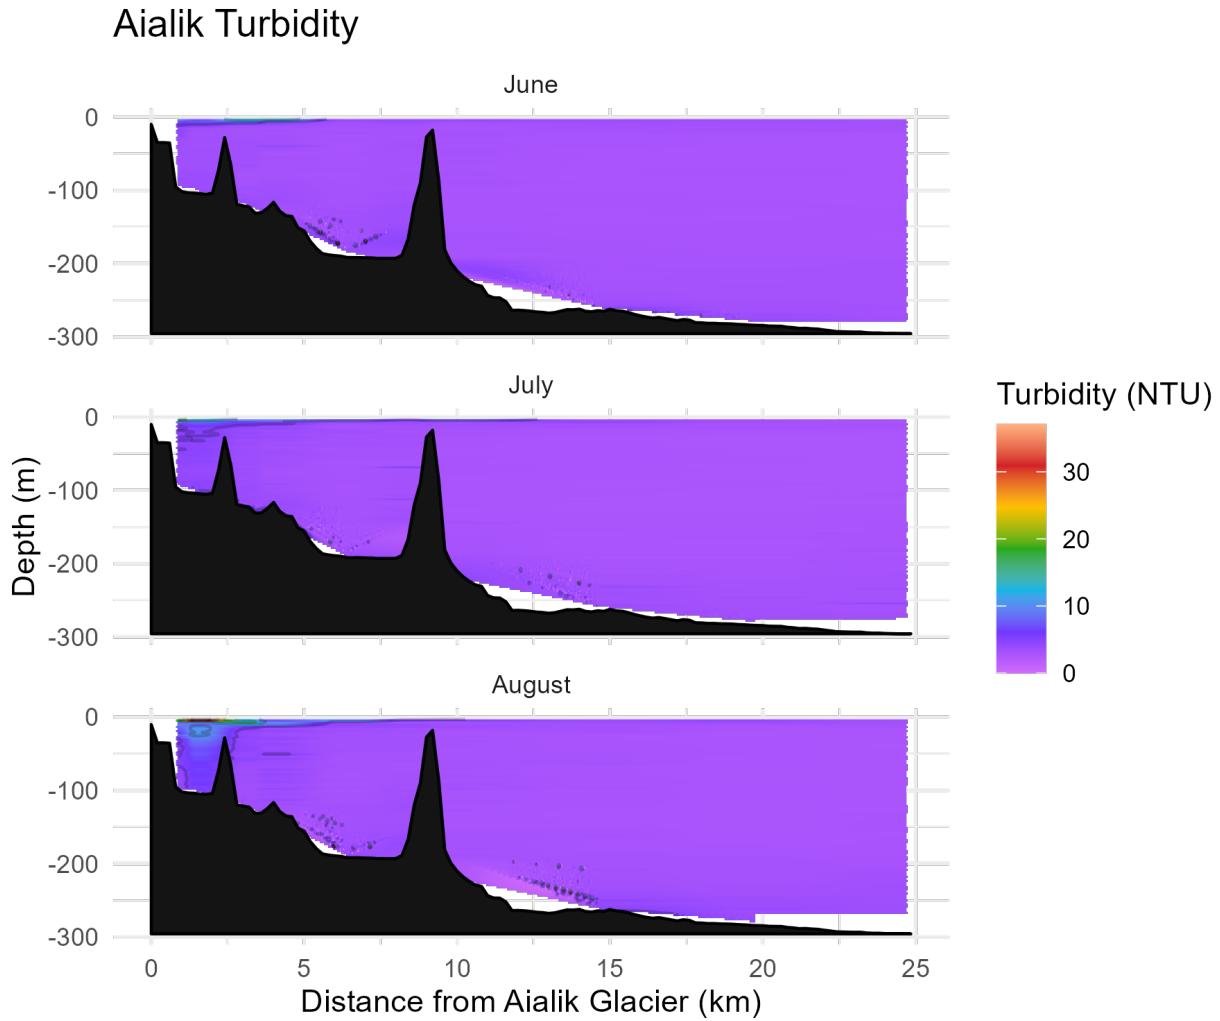 Aialik Turbidity
June
0
-100
-200
-300
July
0
-100
-200
-300
August
0
-100
-200
-300
0 5 10 15 20 25
Distance from Aialik Glacier (km)
Depth (m)
Turbidity (NTU)
30
20
10
0